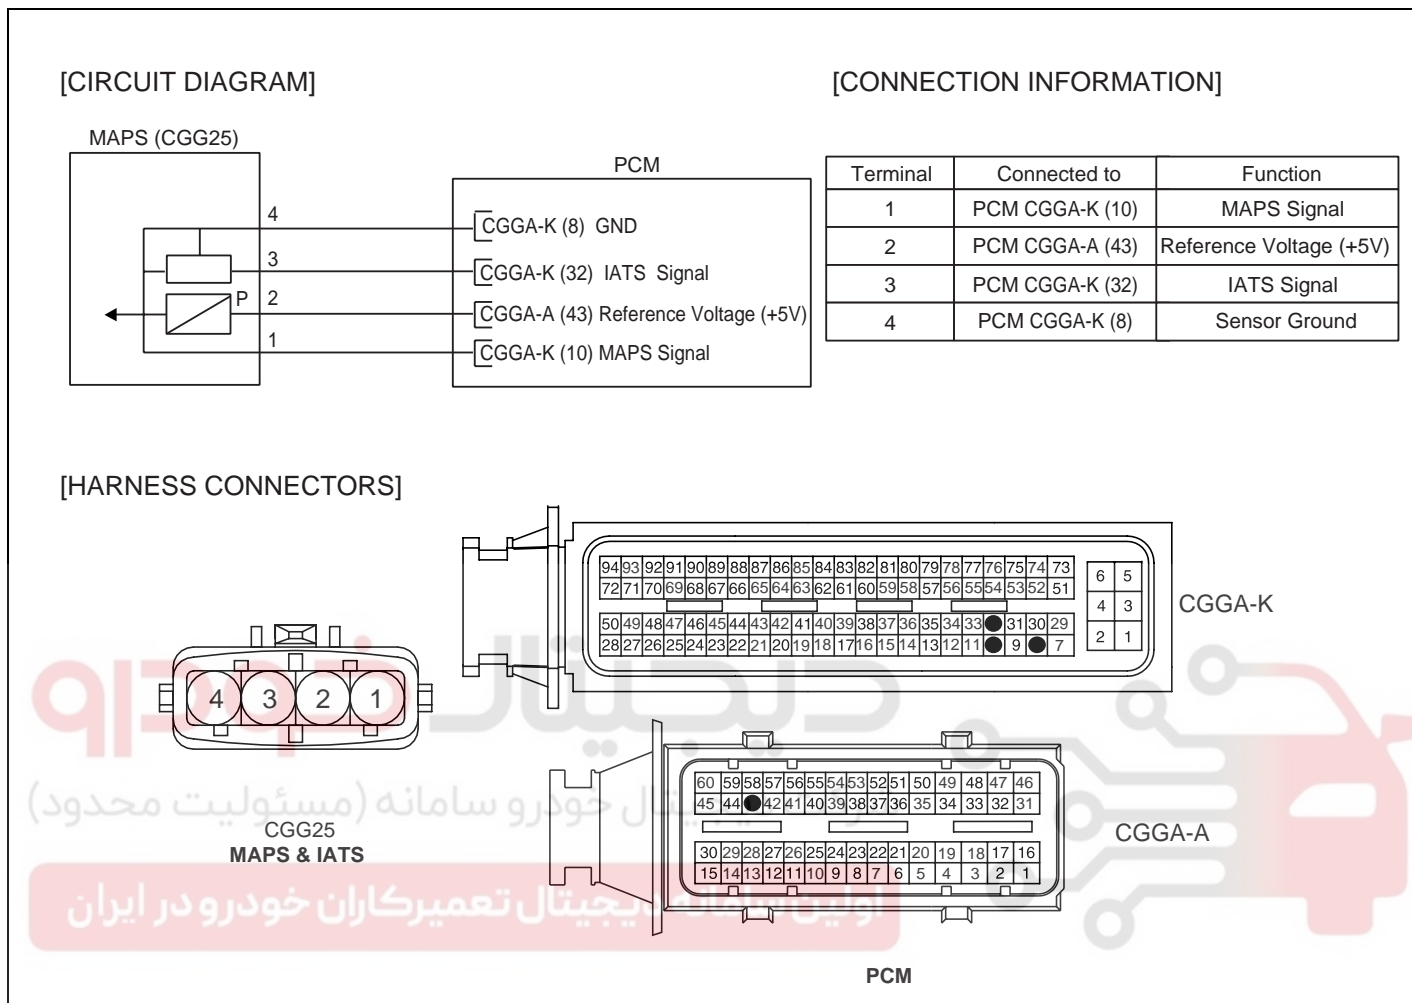 [CIRCUIT DIAGRAM]
MAPS (CGG25)
PCM
4
CGGA-K (8) GND
3
CGGA-K (32) IATS Signal
P
2
CGGA-A (43) Reference Voltage (+5V)
1
CGGA-K (10) MAPS Signal
[CONNECTION INFORMATION]
Terminal Connected to Function
1 PCM CGGA-K (10) MAPS Signal
2 PCM CGGA-A (43) Reference Voltage (+5V)
3 PCM CGGA-K (32) IATS Signal
4 PCM CGGA-K (8) Sensor Ground
[HARNESS CONNECTORS]
94 93 92 91 90 89 88 87 86 85 84 83 82 81 80 79 78 77 76 75 74 73
72 71 70 69 68 67 66 65 64 63 62 61 60 59 58 57 56 55 54 53 52 51
50 49 48 47 46 45 44 43 42 41 40 39 38 37 36 35 34 33 31 30 29
28 27 26 25 24 23 22 21 20 19 18 17 16 15 14 13 12 11 9 7
6 5
4 3
2 1
CGGA-K
4 3 2 1
CGG25
MAPS & IATS
60 59 58 57 56 55 54 53 52 51 50 49 48 47 46
45 44 42 41 40 39 38 37 36 35 34 33 32 31
30 29 28 27 26 25 24 23 22 21 20 19 18 17 16
15 14 13 12 11 10 9 8 7 6 5 4 3 2 1
CGGA-A
PCM
دیجیتال خودرو
دیجیتال خودرو سامانه (مسئولیت محدود)
اولین سامانه دیجیتال تعمیرکاران خودرو در ایران